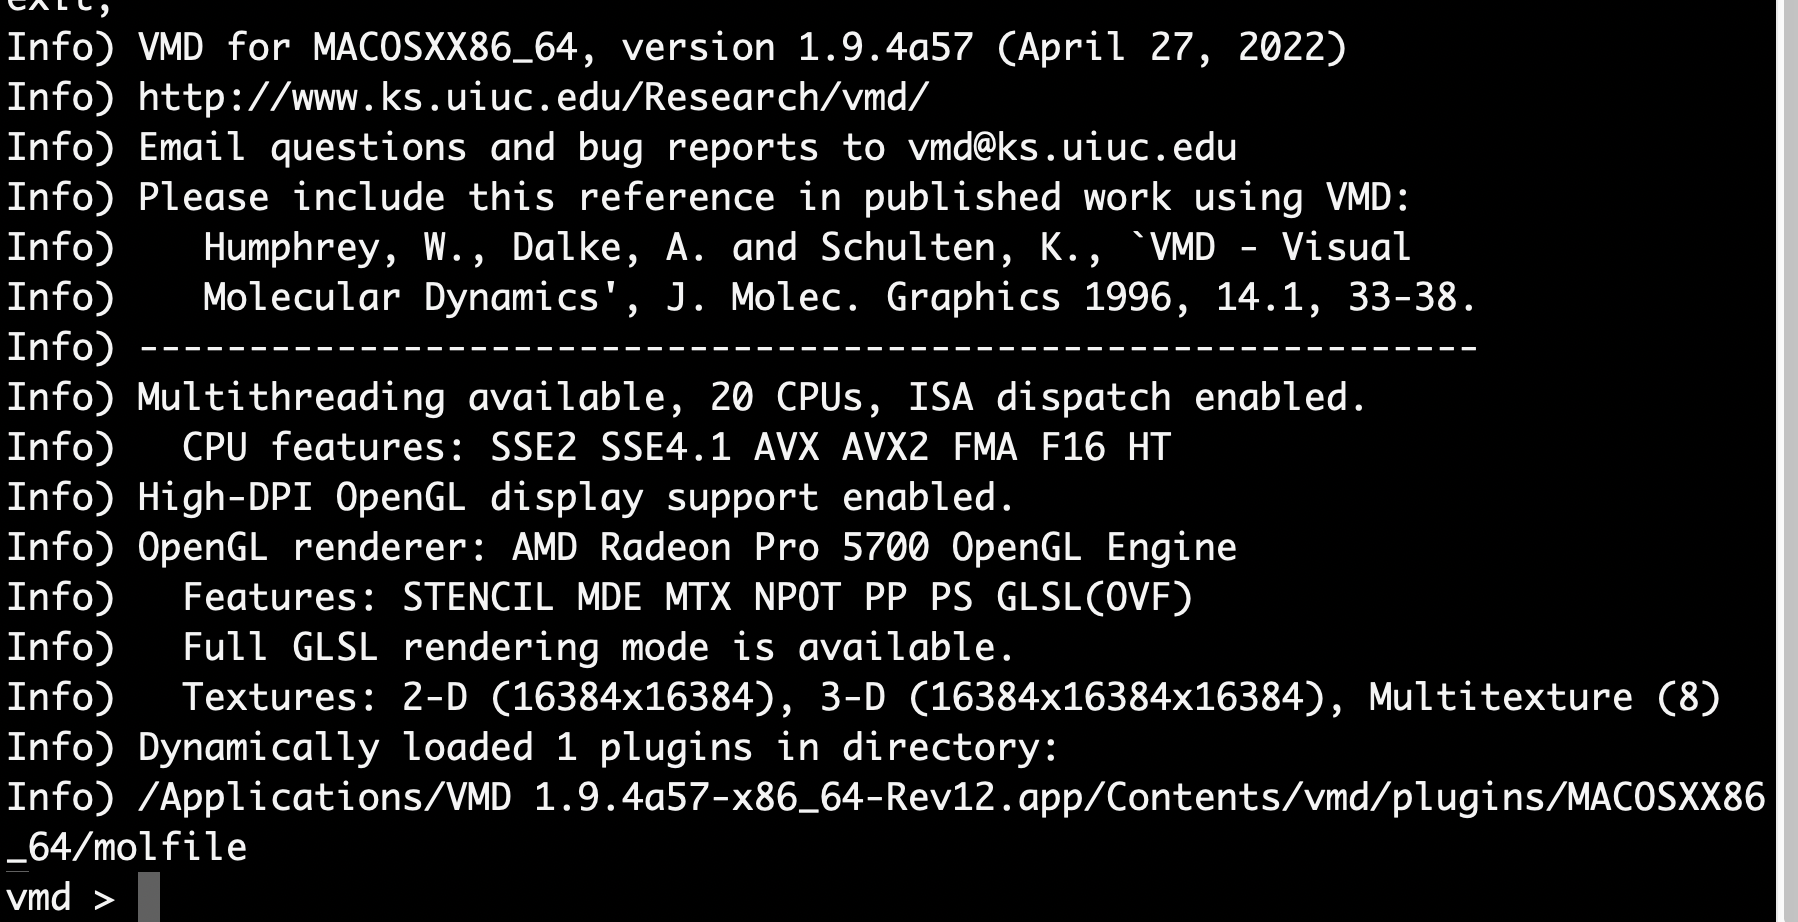 exit;
Info) VMD for MACOSXX86_64, version 1.9.4a57 (April 27, 2022)
Info) http://www.ks.uiuc.edu/Research/vmd/
Info) Email questions and bug reports to vmd@ks.uiuc.edu
Info) Please include this reference in published work using VMD:
Info)    Humphrey, W., Dalke, A. and Schulten, K., `VMD - Visual
Info)    Molecular Dynamics', J. Molec. Graphics 1996, 14.1, 33-38.
Info) -------------------------------------------------------------
Info) Multithreading available, 20 CPUs, ISA dispatch enabled.
Info)   CPU features: SSE2 SSE4.1 AVX AVX2 FMA F16 HT
Info) High-DPI OpenGL display support enabled.
Info) OpenGL renderer: AMD Radeon Pro 5700 OpenGL Engine
Info)   Features: STENCIL MDE MTX NPOT PP PS GLSL(OVF)
Info)   Full GLSL rendering mode is available.
Info)   Textures: 2-D (16384x16384), 3-D (16384x16384x16384), Multitexture (8)
Info) Dynamically loaded 1 plugins in directory:
Info) /Applications/VMD 1.9.4a57-x86_64-Rev12.app/Contents/vmd/plugins/MACOSXX86
_64/molfile
vmd >